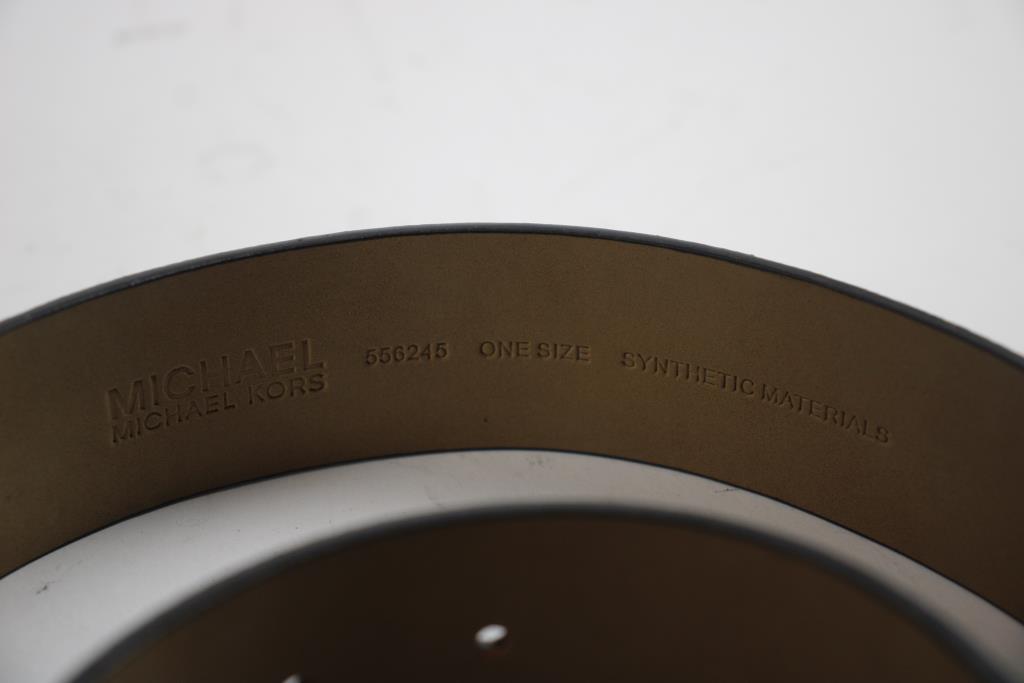 MICHAEL
MICHAEL KORS
556245 ONE SIZE SYNTHETIC MATERIALS